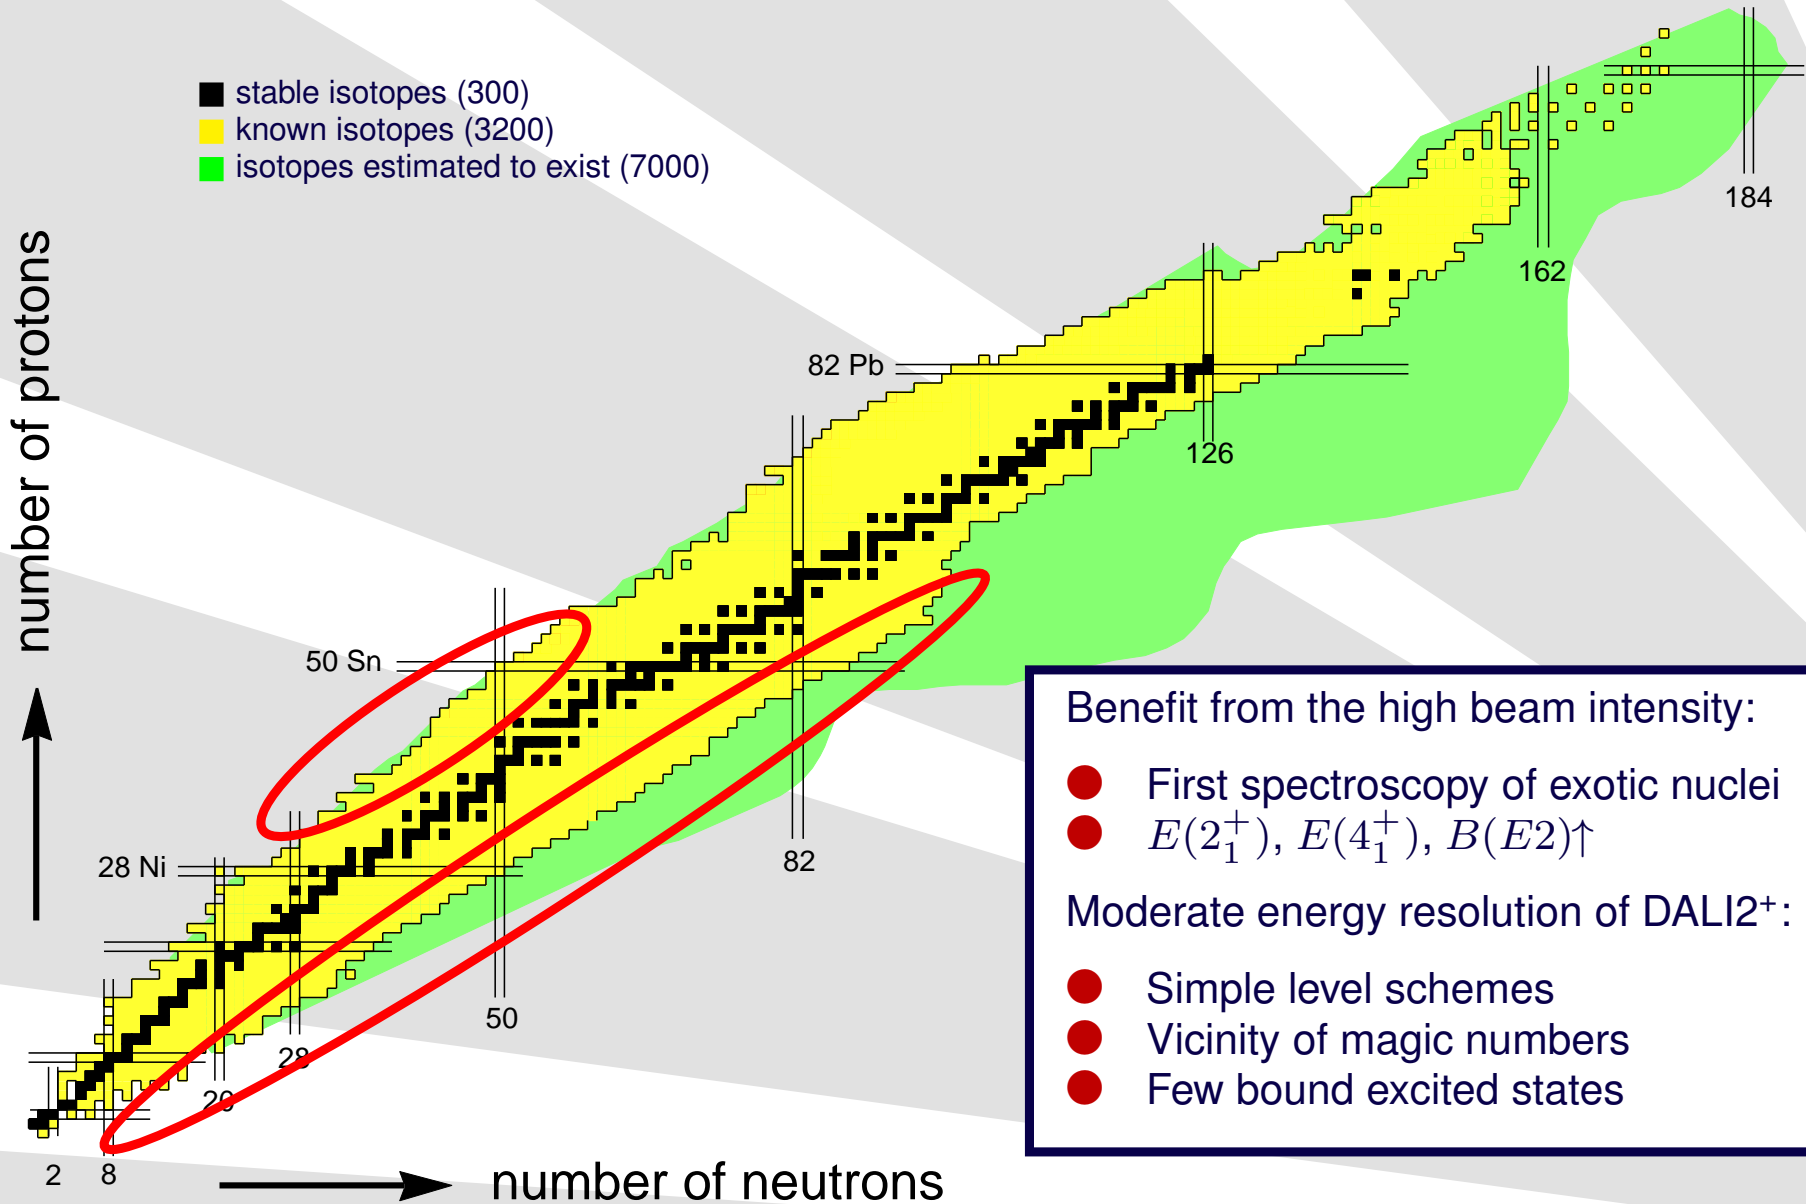 stable isotopes (300)
known isotopes (3200)
isotopes estimated to exist (7000)
184
162
number of protons
82 Pb
126
50 Sn
28 Ni
82
50
28
20
2
8
number of neutrons
Benefit from the high beam intensity:
First spectroscopy of exotic nuclei
E(2₁⁺), E(4₁⁺), B(E2)↑
Moderate energy resolution of DALI2⁺:
Simple level schemes
Vicinity of magic numbers
Few bound excited states